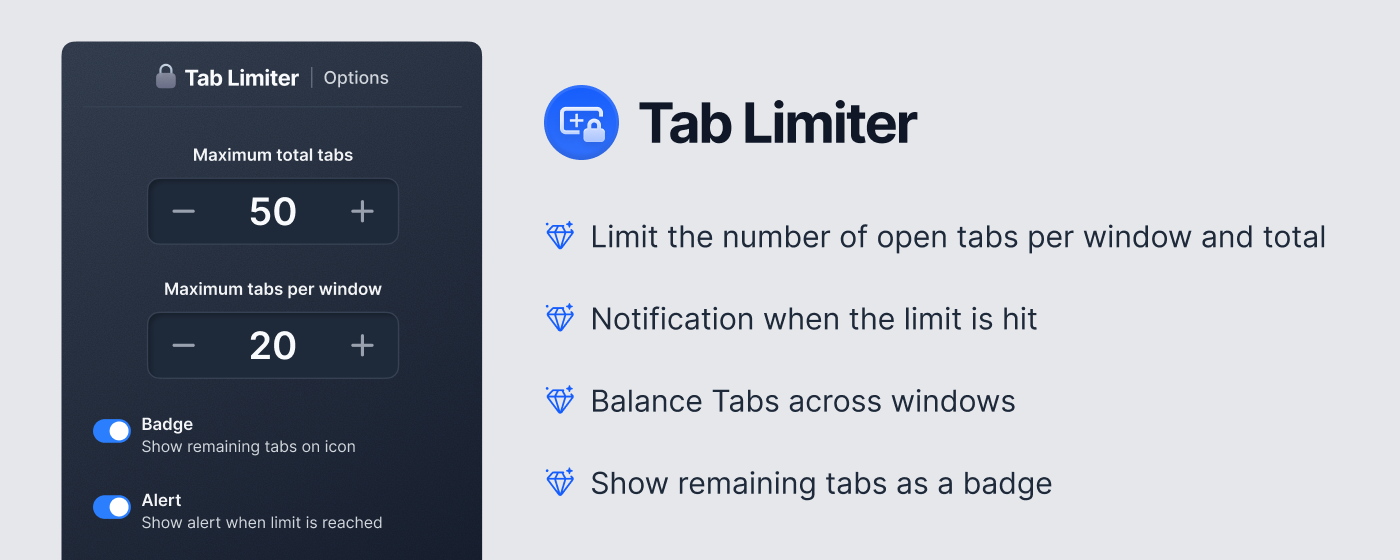 Tab Limiter | Options
Maximum total tabs
− 50 +
Maximum tabs per window
− 20 +
Badge
Show remaining tabs on icon
Alert
Show alert when limit is reached
Tab Limiter
Limit the number of open tabs per window and total
Notification when the limit is hit
Balance Tabs across windows
Show remaining tabs as a badge